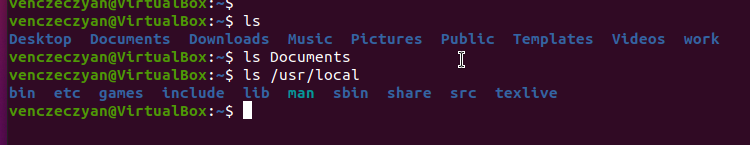 venczeczyan@VirtualBox:~$
venczeczyan@VirtualBox:~$ ls
Desktop Documents Downloads Music Pictures Public Templates Videos work
venczeczyan@VirtualBox:~$ ls Documents
venczeczyan@VirtualBox:~$ ls /usr/local
bin etc games include lib man sbin share src texlive
venczeczyan@VirtualBox:~$